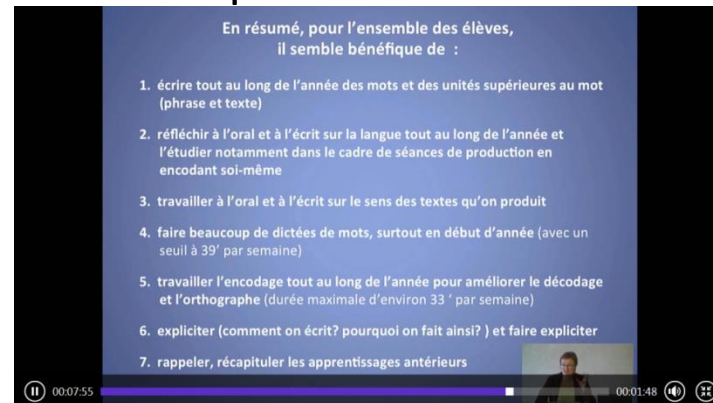 En résumé, pour l'ensemble des élèves,
il semble bénéfique de :
1. écrire tout au long de l'année des mots et des unités supérieures au mot
(phrase et texte)
2. réfléchir à l'oral et à l'écrit sur la langue tout au long de l'année et
l'étudier notamment dans le cadre de séances de production en
encodant soi-même
3. travailler à l'oral et à l'écrit sur le sens des textes qu'on produit
4. faire beaucoup de dictées de mots, surtout en début d'année (avec un
seuil à 39' par semaine)
5. travailler l'encodage tout au long de l'année pour améliorer le décodage
et l'orthographe (durée maximale d'environ 33 ' par semaine)
6. expliciter (comment on écrit? pourquoi on fait ainsi? ) et faire expliciter
7. rappeler, récapituler les apprentissages antérieurs
00:07:55 00:01:48